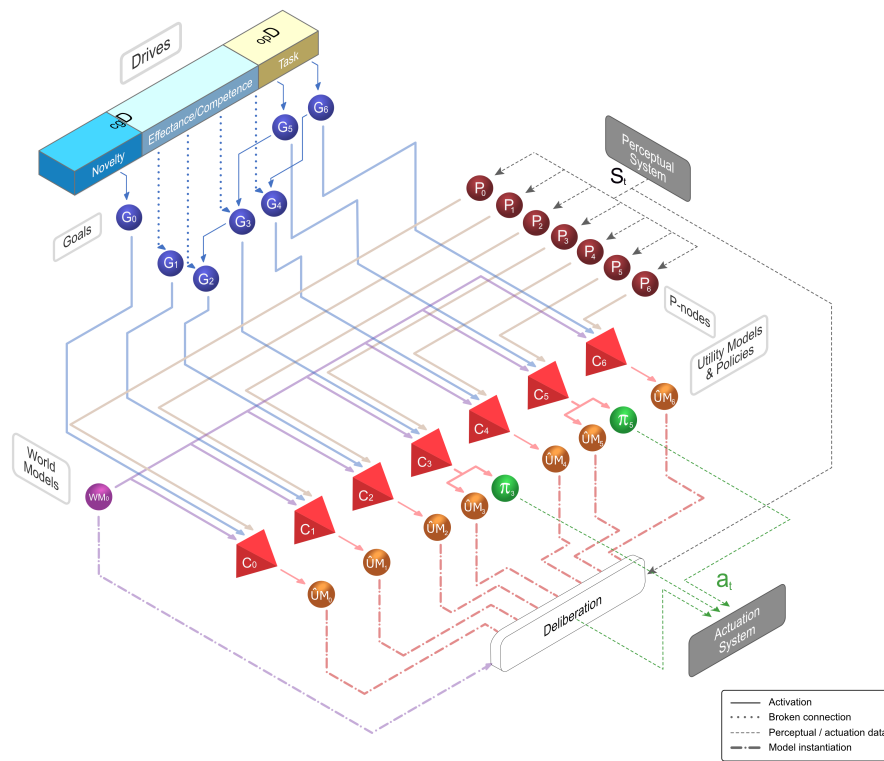 Drives
cgD
opD
Novelty
Effectance/Competence
Task
Goals
G0
G1
G2
G3
G4
G5
G6
Perceptual
System
St
P0
P1
P2
P3
P4
P5
P6
P-nodes
Utility Models
& Policies
World
Models
WM0
C0
C1
C2
C3
C4
C5
C6
ÛM0
ÛM1
ÛM2
ÛM3
ÛM4
ÛM5
ÛM6
π3
π5
Deliberation
at
Actuation
System
Activation
Broken connection
Perceptual / actuation data
Model instantiation